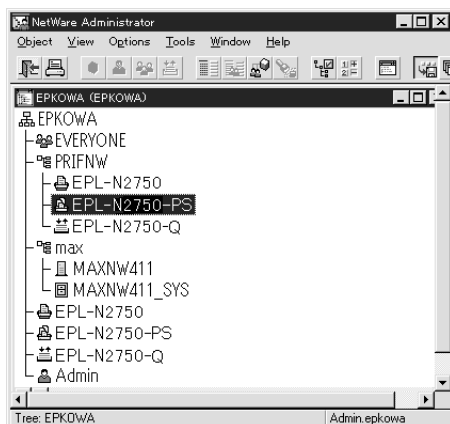 NetWare Administrator
Object View Options Tools Window Help
EPKOWA (EPKOWA)
EPKOWA
EVERYONE
PRIFNW
EPL-N2750
EPL-N2750-PS
EPL-N2750-Q
max
MAXNW411
MAXNW411_SYS
EPL-N2750
EPL-N2750-PS
EPL-N2750-Q
Admin
Tree: EPKOWA Admin.epkowa